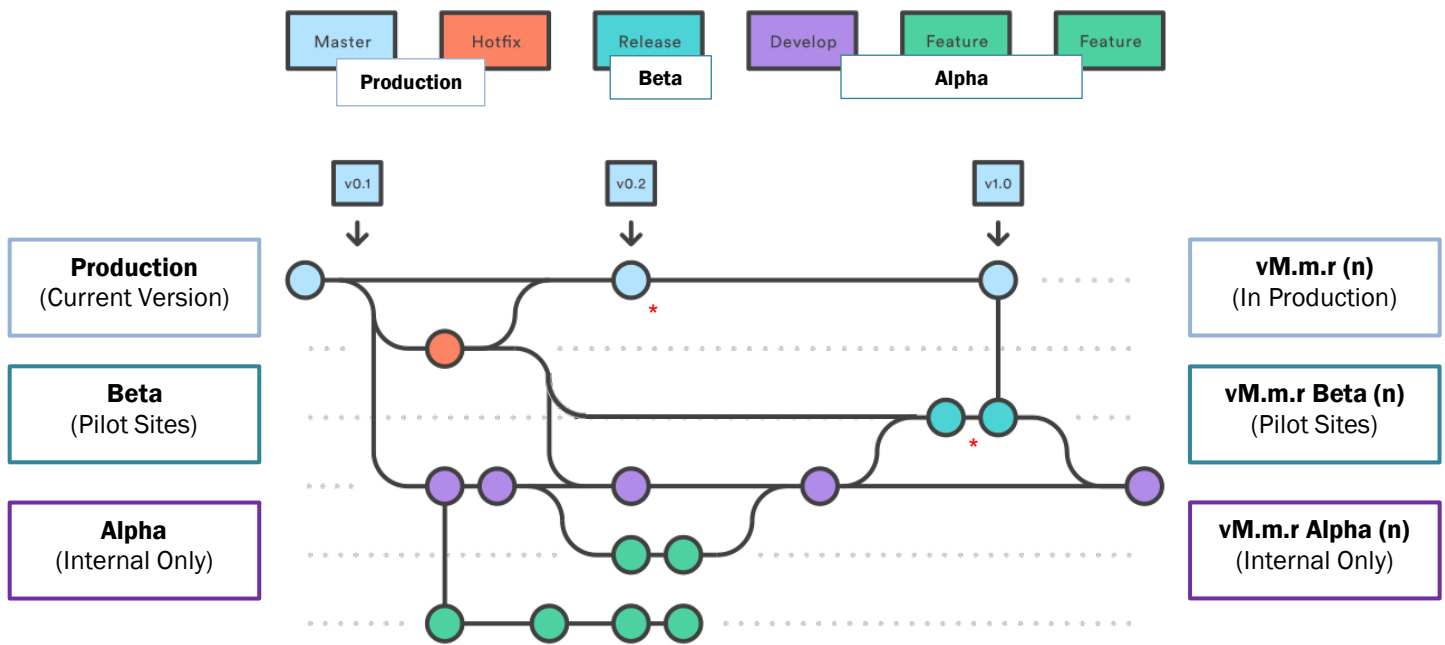 Master
Hotfix
Release
Develop
Feature
Feature
Production
Beta
Alpha
v0.1
v0.2
v1.0
Production
(Current Version)
vM.m.r (n)
(In Production)
*
Beta
(Pilot Sites)
vM.m.r Beta (n)
(Pilot Sites)
*
Alpha
(Internal Only)
vM.m.r Alpha (n)
(Internal Only)